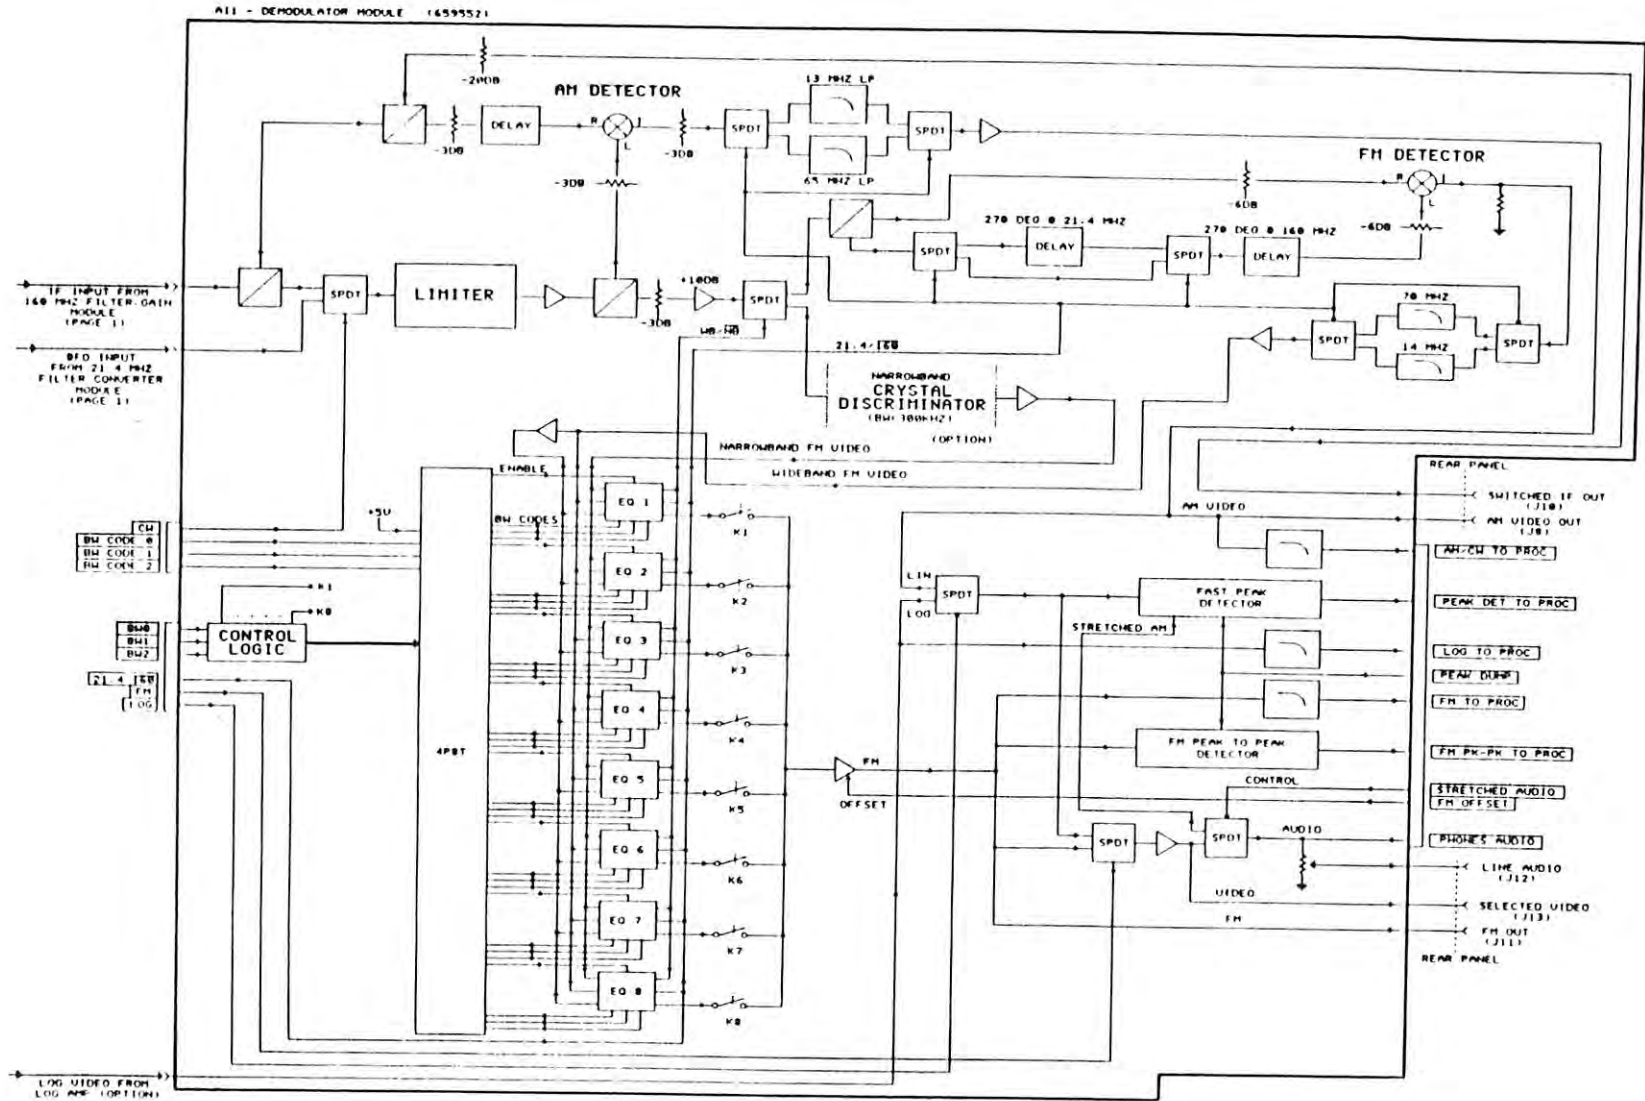 A11 - DEMODULATOR MODULE (659552)
-20DB
AM DETECTOR
13 MHZ LP
-3DB
DELAY
R
I
L
-3DB
SPDT
SPDT
65 MHZ LP
-3DB
FM DETECTOR
R
I
L
-6DB
-6DB
270 DEG @ 21.4 MHZ
SPDT
DELAY
SPDT
270 DEG @ 160 MHZ
DELAY
IF INPUT FROM
160 MHZ FILTER-GAIN
MODULE
(PAGE 1)
SPDT
LIMITER
-3DB
+10DB
SPDT
WB/NB
21.4/160
70 MHZ
SPDT
14 MHZ
SPDT
BFO INPUT
FROM 21.4 MHZ
FILTER CONVERTER
MODULE
(PAGE 1)
NARROWBAND
CRYSTAL
DISCRIMINATOR
(BW<300KHZ)
(OPTION)
NARROWBAND FM VIDEO
WIDEBAND FM VIDEO
ENABLE
BW CODES
+5V
4PBT
EQ 1
K1
EQ 2
K2
EQ 3
K3
EQ 4
K4
EQ 5
K5
EQ 6
K6
EQ 7
K7
EQ 8
K8
CW
BW CODE 0
BW CODE 1
BW CODE 2
K1
K8
BW0
BW1
BW2
CONTROL
LOGIC
21.4 160
FM
LOG
REAR PANEL
SWITCHED IF OUT
(J10)
AM VIDEO
AM VIDEO OUT
(J9)
AM/CW TO PROC
LIN
LOG
SPDT
FAST PEAK
DETECTOR
PEAK DET TO PROC
STRETCHED AM
LOG TO PROC
PEAK DUMP
FM TO PROC
FM PEAK TO PEAK
DETECTOR
FM PK-PK TO PROC
FM
OFFSET
CONTROL
STRETCHED AUDIO
FM OFFSET
SPDT
SPDT
AUDIO
PHONES AUDIO
LINE AUDIO
(J12)
VIDEO
SELECTED VIDEO
(J13)
FM
FM OUT
(J11)
REAR PANEL
LOG VIDEO FROM
LOG AMP (OPTION)